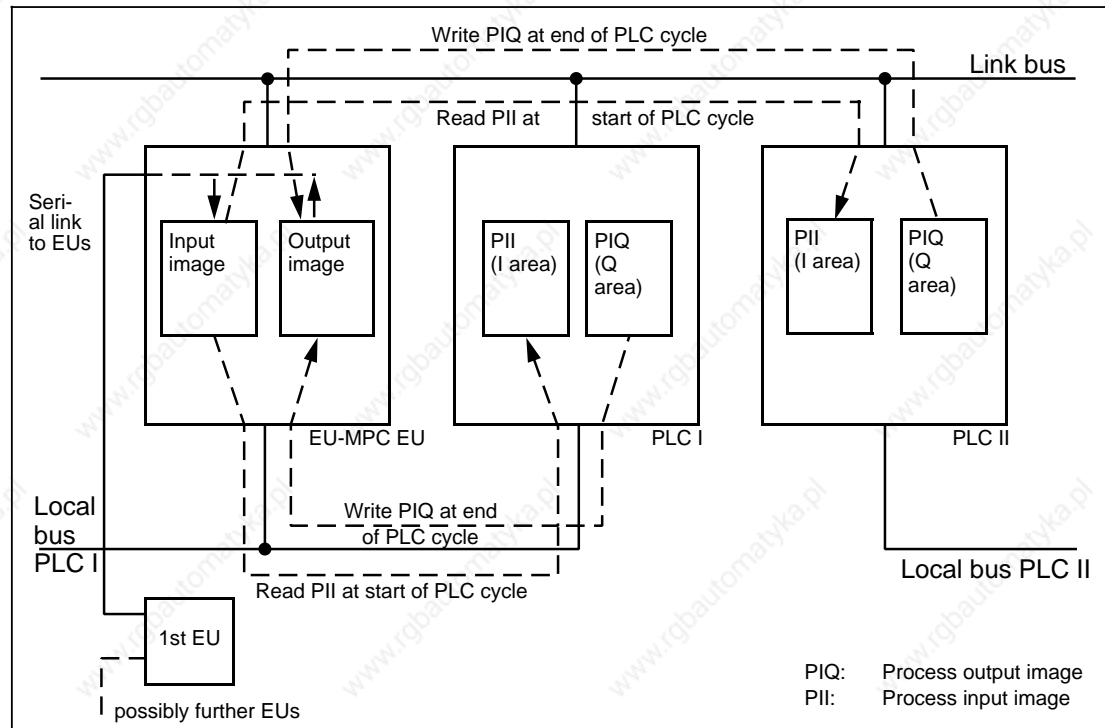 Write PIQ at end of PLC cycle
Link bus
Read PII at start of PLC cycle
Seri-
al link
to EUs
Input
image
Output
image
PII
(I area)
PIQ
(Q
area)
PII
(I area)
PIQ
(Q
area)
EU-MPC EU
PLC I
PLC II
Local
bus
PLC I
Write PIQ at end
of PLC cycle
Read PII at start of PLC cycle
Local bus PLC II
1st EU
possibly further EUs
PIQ: Process output image
PII: Process input image
www.rgbautomatyka.pl